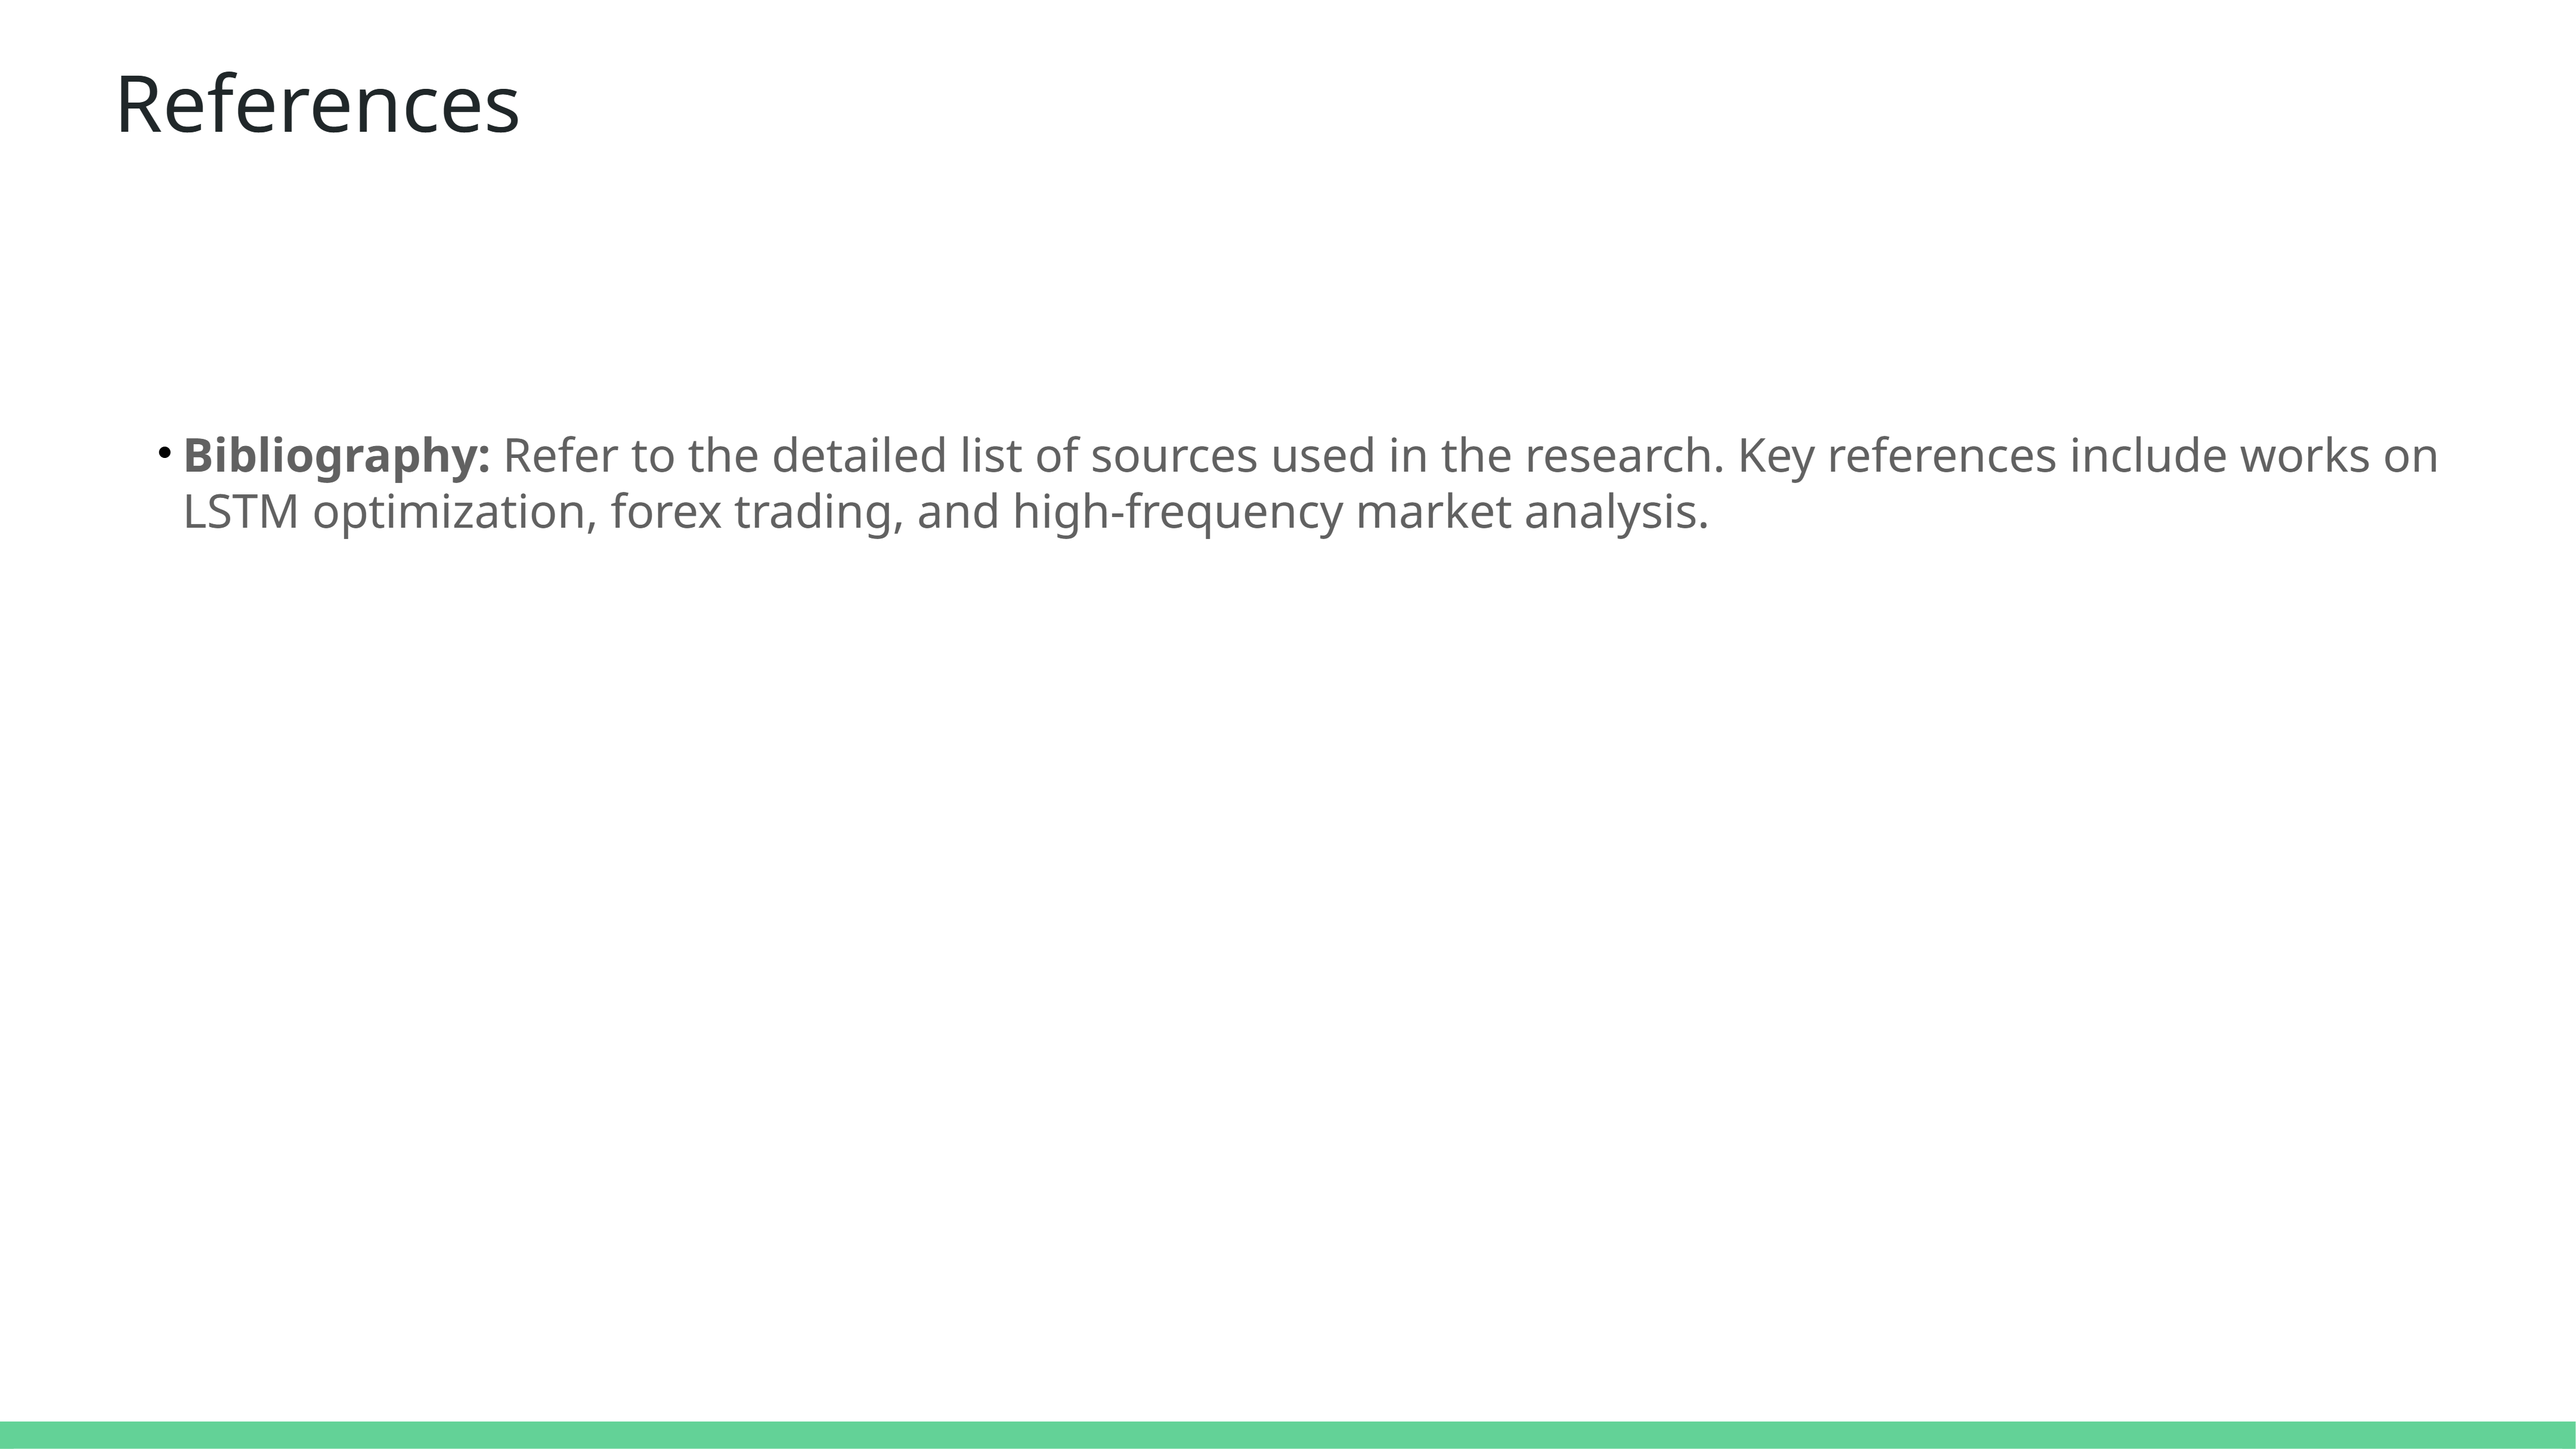 References
• Bibliography: Refer to the detailed list of sources used in the research. Key references include works on
LSTM optimization, forex trading, and high-frequency market analysis.